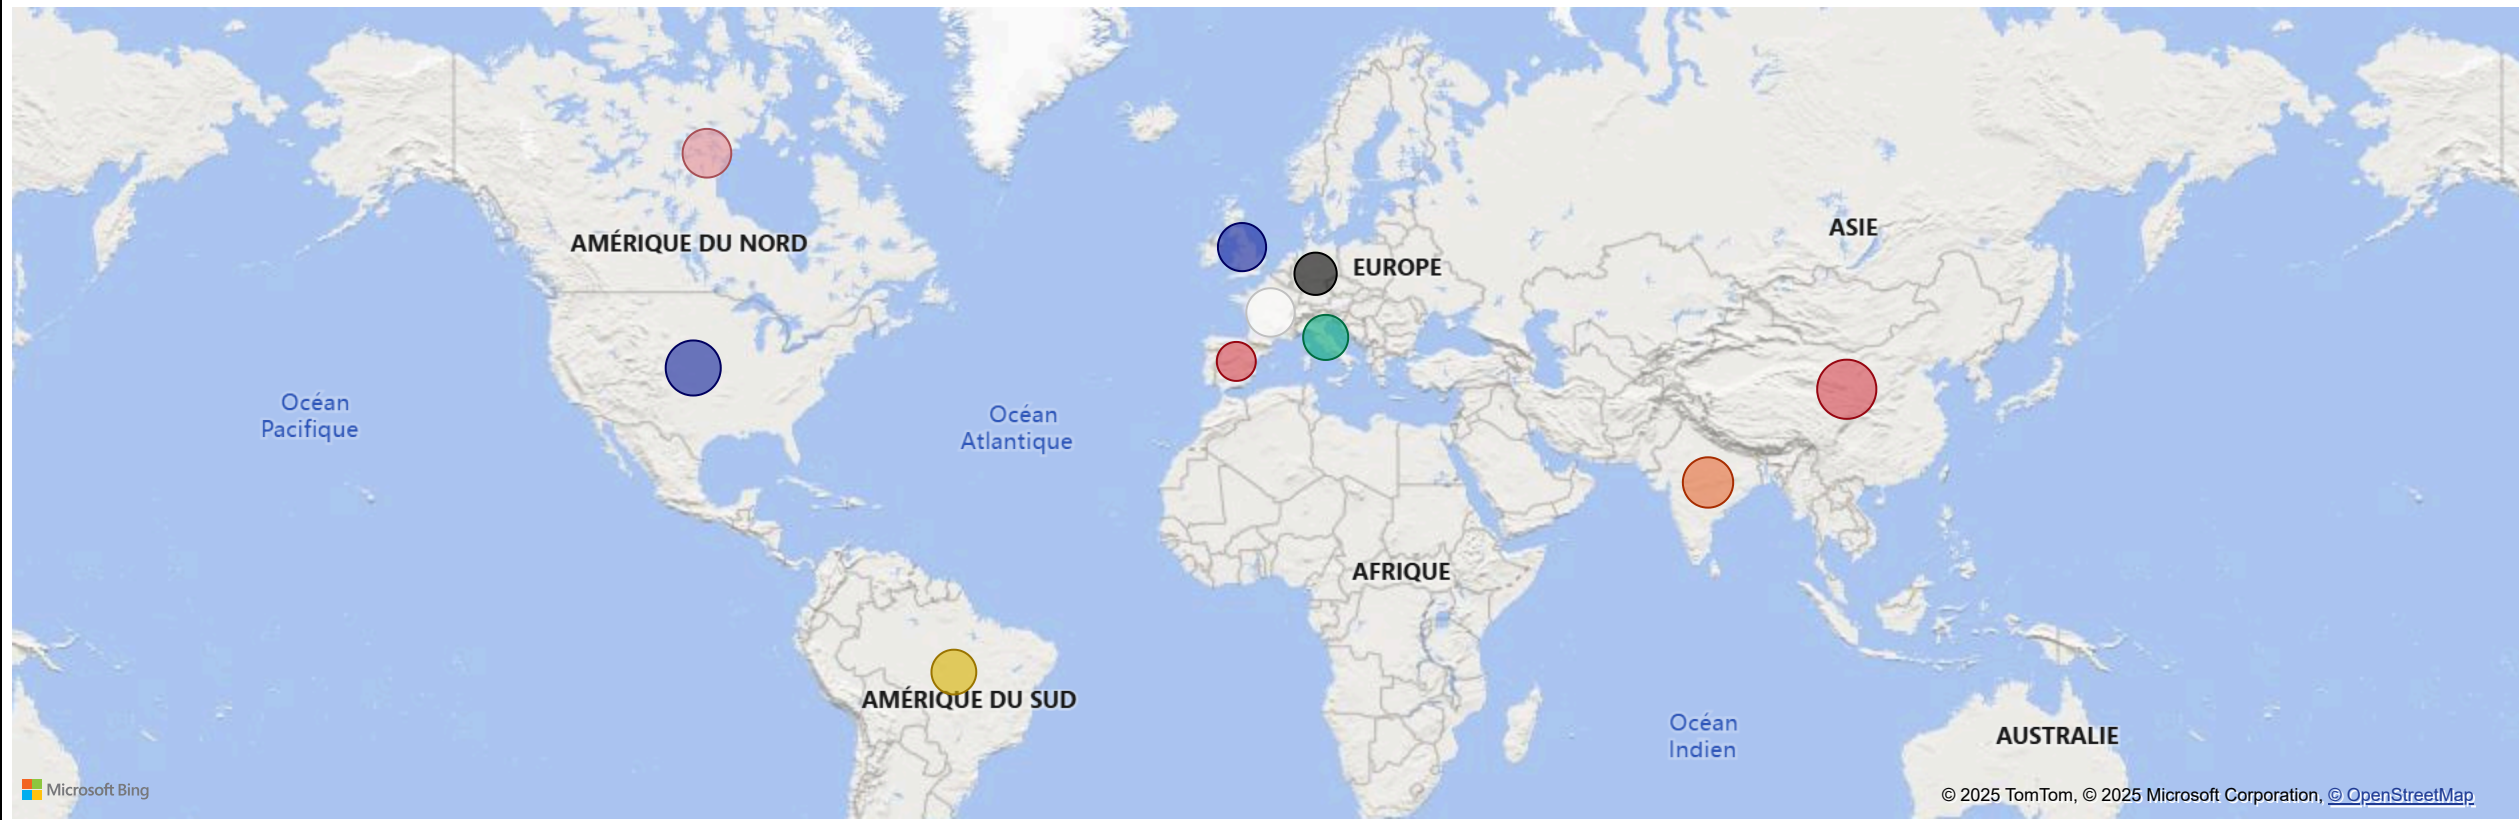 ASIE
AMÉRIQUE DU NORD
EUROPE
Océan
Pacifique
Océan
Atlantique
AFRIQUE
AMÉRIQUE DU SUD
Océan
Indien
AUSTRALIE
Microsoft Bing
© 2025 TomTom, © 2025 Microsoft Corporation, © OpenStreetMap